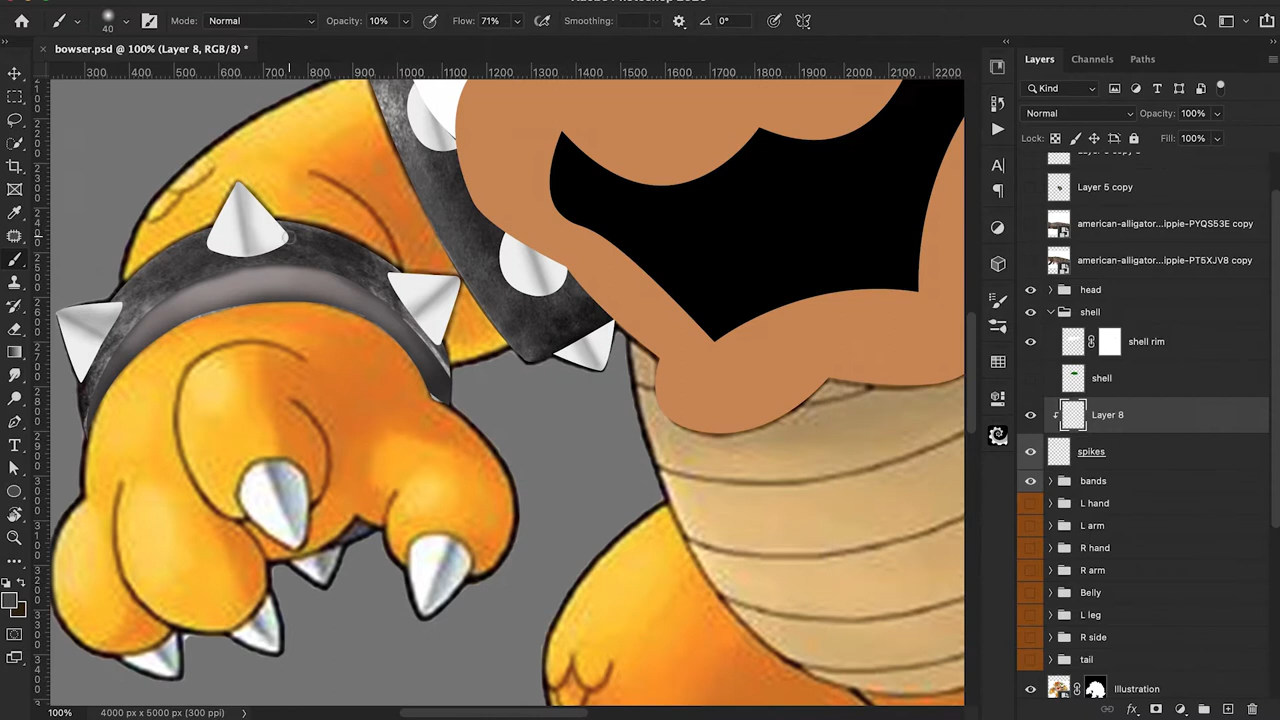 Mode: Normal Opacity: 10% Flow: 71% Smoothing: 0°
40
bowser.psd @ 100% (Layer 8, RGB/8) *
300 400 500 600 700 800 900 1000 1100 1200 1300 1400 1500 1600 1700 1800 1900 2000 2100 2200
Layers Channels Paths
Kind
Normal Opacity: 100%
Lock: Fill: 100%
Layer 5 copy
american-alligator...ippie-PYQS53E copy
american-alligator...ippie-PT5XJV8 copy
head
shell
shell rim
shell
Layer 8
spikes
bands
L hand
L arm
R hand
R arm
Belly
L leg
R side
tail
Illustration
100% 4000 px x 5000 px (300 ppi)